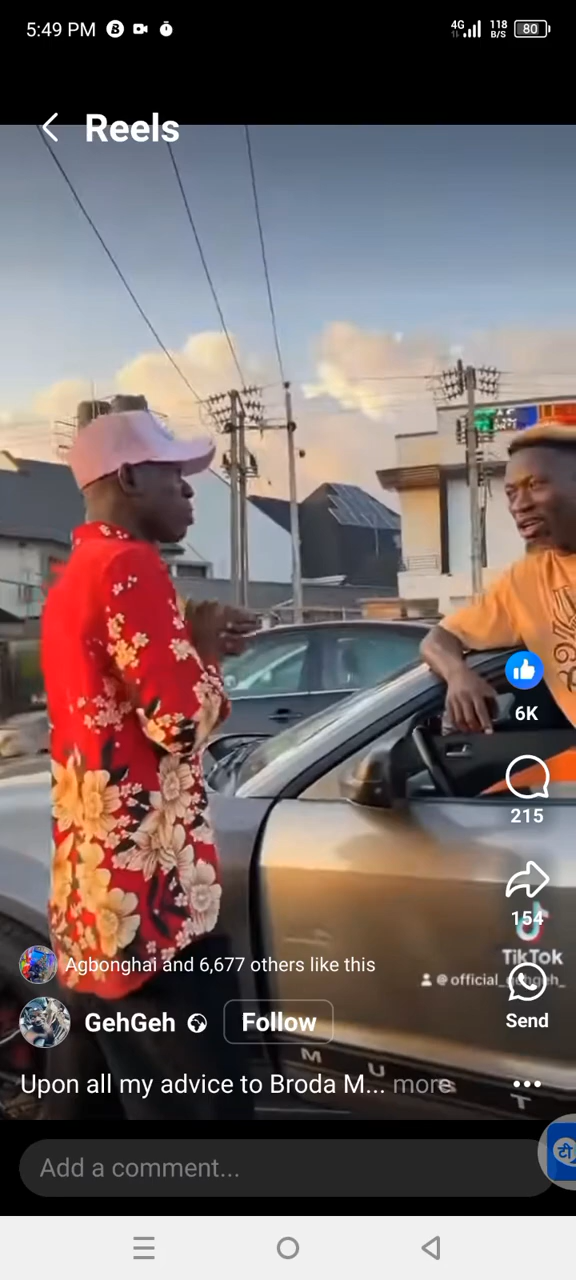 5:49 PM
4G
118
B/S
80
Reels
6K
215
154
TikTok
Agbonghai and 6,677 others like this
GehGeh
Follow
Send
Upon all my advice to Broda M... more
M
U
T
Add a comment...
टी